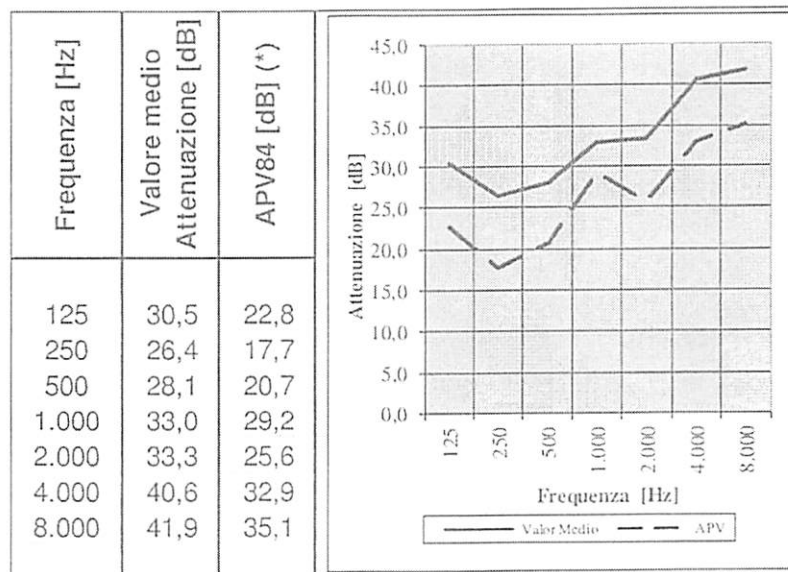 Frequenza [Hz]
Valore medio
Attenuazione [dB]
APV84 [dB] (*)
125 30,5 22,8
250 26,4 17,7
500 28,1 20,7
1.000 33,0 29,2
2.000 33,3 25,6
4.000 40,6 32,9
8.000 41,9 35,1
45,0
40,0
35,0
30,0
25,0
20,0
15,0
10,0
5,0
0,0
Attenuazione [dB]
125
250
500
1.000
2.000
4.000
8.000
Frequenza [Hz]
Valor Medio
APV